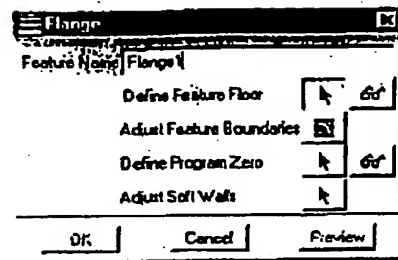 Flange
Feature Name Flange1
Define Feature Floor
Adjust Feature Boundaries
Define Program Zero
Adjust Soft Walls
OK Cancel Preview